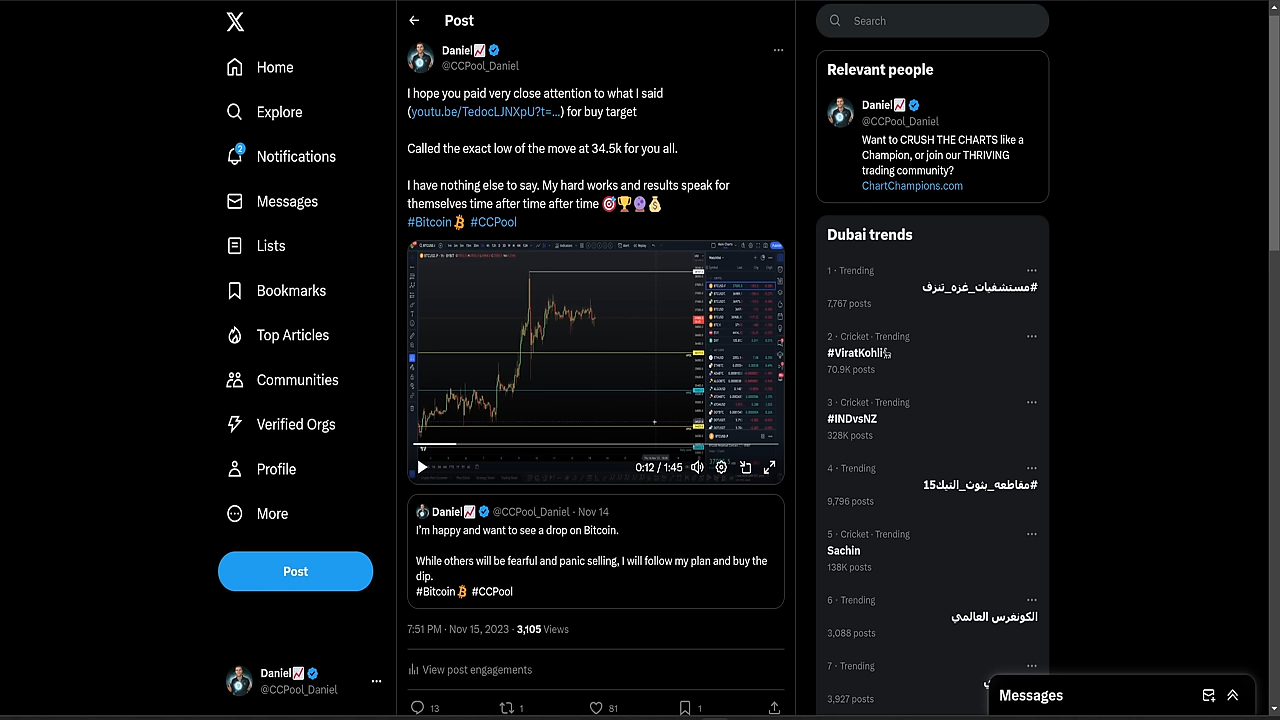 Home
Explore
2
Notifications
Messages
Lists
Bookmarks
Top Articles
Communities
Verified Orgs
Profile
More
Post
Daniel
@CCPool_Daniel
Post
Daniel
@CCPool_Daniel
I hope you paid very close attention to what I said
(youtu.be/TedocLJNXpU?t=...) for buy target
Called the exact low of the move at 34.5k for you all.
I have nothing else to say. My hard works and results speak for
themselves time after time after time
#Bitcoin #CCPool
0:12 / 1:45
Daniel @CCPool_Daniel · Nov 14
I'm happy and want to see a drop on Bitcoin.
While others will be fearful and panic selling, I will follow my plan and buy the
dip.
#Bitcoin #CCPool
7:51 PM · Nov 15, 2023 · 3,105 Views
View post engagements
13
1
81
1
Search
Relevant people
Daniel
@CCPool_Daniel
Want to CRUSH THE CHARTS like a
Champion, or join our THRIVING
trading community?
ChartChampions.com
Dubai trends
1 · Trending
#مستشفيات_غزه_تنزف
7,767 posts
2 · Cricket · Trending
#ViratKohli
70.9K posts
3 · Cricket · Trending
#INDvsNZ
328K posts
4 · Trending
#مقاطعه_بثوث_التيك15
9,796 posts
5 · Cricket · Trending
Sachin
138K posts
6 · Trending
الكونغرس العالمي
3,088 posts
7 · Trending
3,927 posts
Messages